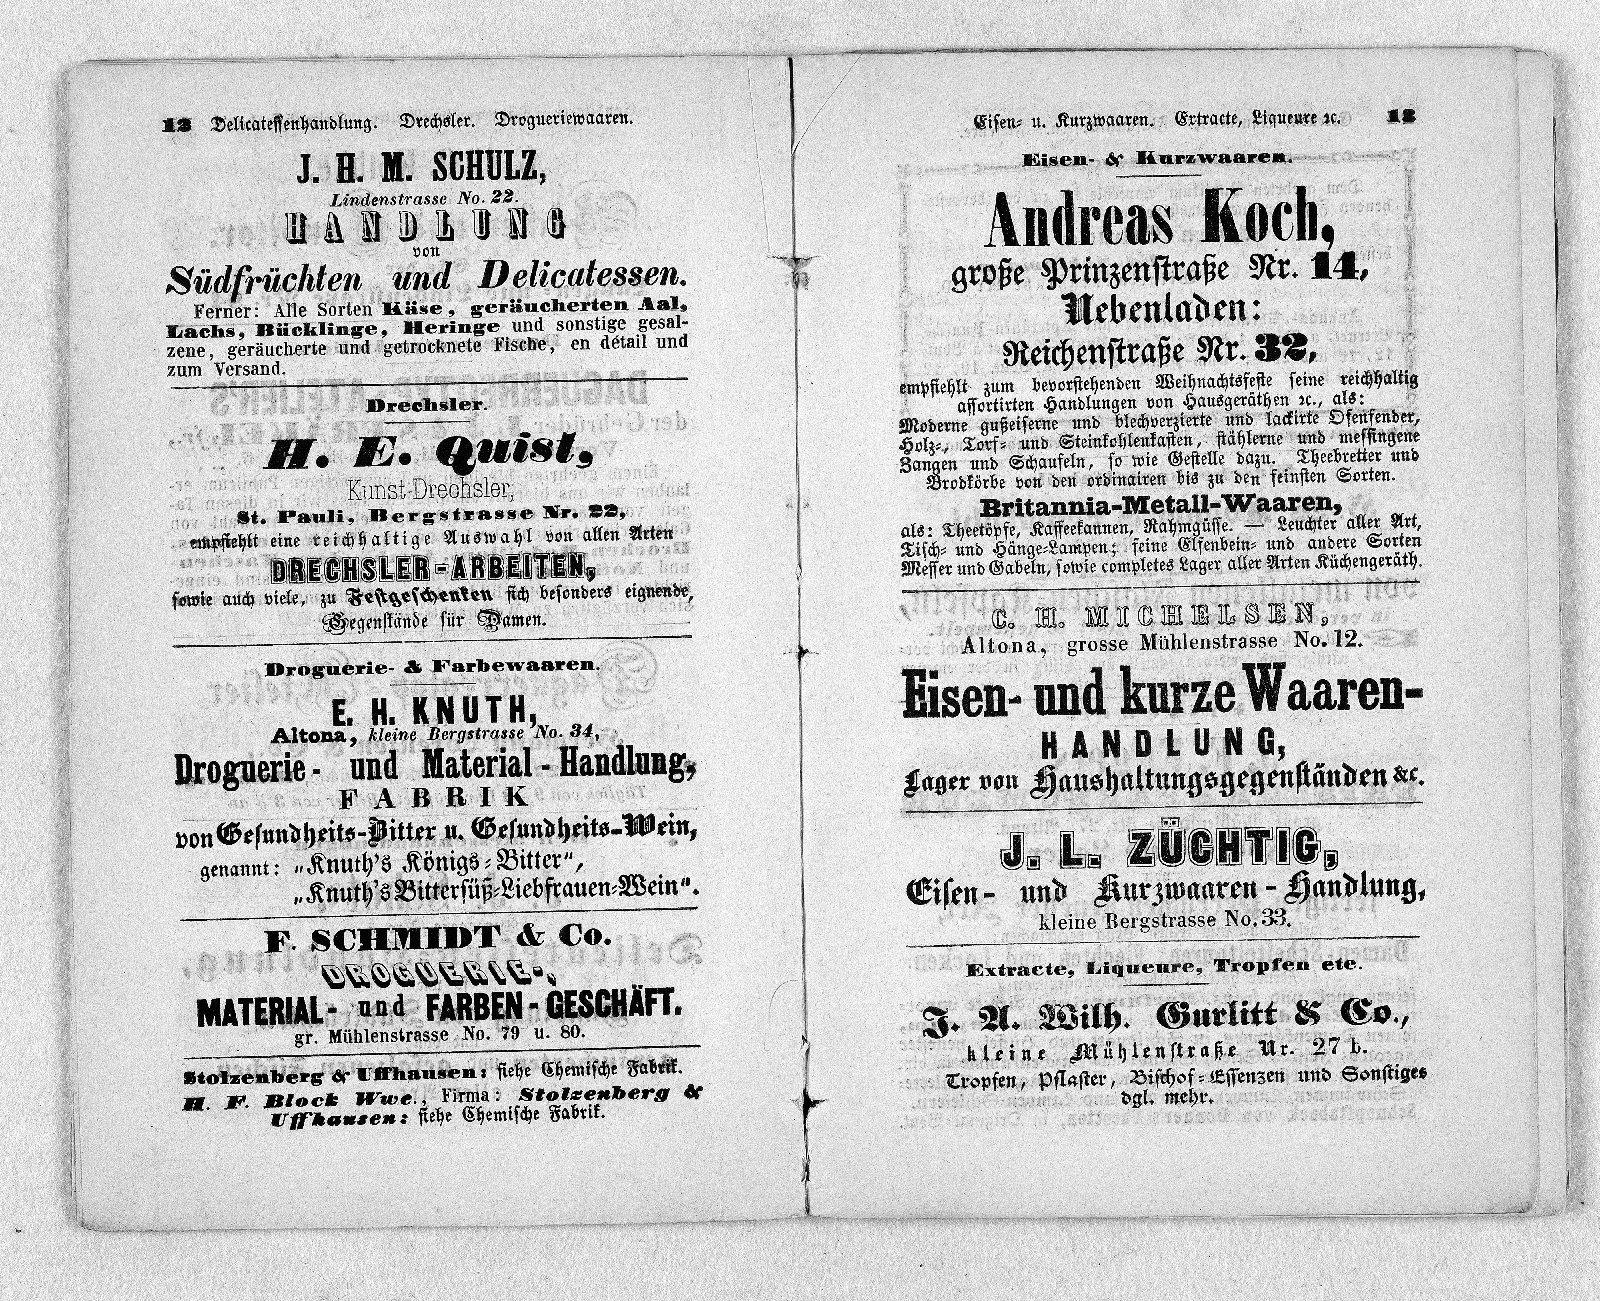 12 Delicatessenhandlung. Drechsler. Drogueriewaaren.
J. H. M. SCHULZ,
Lindenstrasse No. 22.
HANDLUNG
von
Südfrüchten und Delicatessen.
Ferner: Alle Sorten Käse, geräucherten Aal,
Lachs, Bücklinge, Heringe und sonstige gesal-
zene, geräucherte und getrocknete Fische, en détail und
zum Versand.
Drechsler.
H. E. Quist,
Kunst-Drechsler,
St. Pauli, Bergstrasse Nr. 22,
empfiehlt eine reichhaltige Auswahl von allen Arten
DRECHSLER-ARBEITEN,
sowie auch viele, zu Festgeschenken sich besonders eignende,
Gegenstände für Damen.
Droguerie- & Farbewaaren.
E. H. KNUTH,
Altona, kleine Bergstrasse No. 34,
Droguerie- und Material-Handlung,
FABRIK
von Gesundheits-Bitter u. Gesundheits-Wein,
genannt: „Knuth's Königs-Bitter“,
„Knuth's Bittersüß-Liebfrauen-Wein“.
F. SCHMIDT & Co.
DROGUERIE-,
MATERIAL- und FARBEN-GESCHÄFT.
gr. Mühlenstrasse No. 79 u. 80.
Stolzenberg & Uffhausen: siehe Chemische Fabrik.
H. F. Block Wwe., Firma: Stolzenberg &
Uffhausen: siehe Chemische Fabrik.
Eisen- u. Kurzwaaren. Extracte, Liqueure ꝛc. 13
Eisen- & Kurzwaaren.
Andreas Koch,
große Prinzenstraße Nr. 14,
Nebenladen:
Reichenstraße Nr. 32,
empfiehlt zum bevorstehenden Weihnachtsfeste seine reichhaltig
assortirten Handlungen von Hausgeräthen ꝛc., als:
Moderne gußeiserne und blechverzierte und lackirte Ofenfender,
Holz-, Torf- und Steinkohlenkasten, stählerne und messingene
Zangen und Schaufeln, so wie Gestelle dazu. Theebretter und
Brodkörbe von den ordinairen bis zu den feinsten Sorten.
Britannia-Metall-Waaren,
als: Theetöpfe, Kaffeekannen, Rahmgüsse. — Leuchter aller Art,
Tisch- und Hänge-Lampen; feine Elfenbein- und andere Sorten
Messer und Gabeln, sowie completes Lager aller Arten Küchengeräth.
C. H. MICHELSEN,
Altona, grosse Mühlenstrasse No. 12.
Eisen- und kurze Waaren-
HANDLUNG,
Lager von Haushaltungsgegenständen &c.
J. L. ZÜCHTIG,
Eisen- und Kurzwaaren-Handlung,
kleine Bergstrasse No. 33.
Extracte, Liqueure, Tropfen etc.
J. A. Wilh. Gurlitt & Co.,
kleine Mühlenstraße Nr. 27 b.
Tropfen, Pflaster, Bischof-Essenzen und Sonstiges
dgl. mehr.